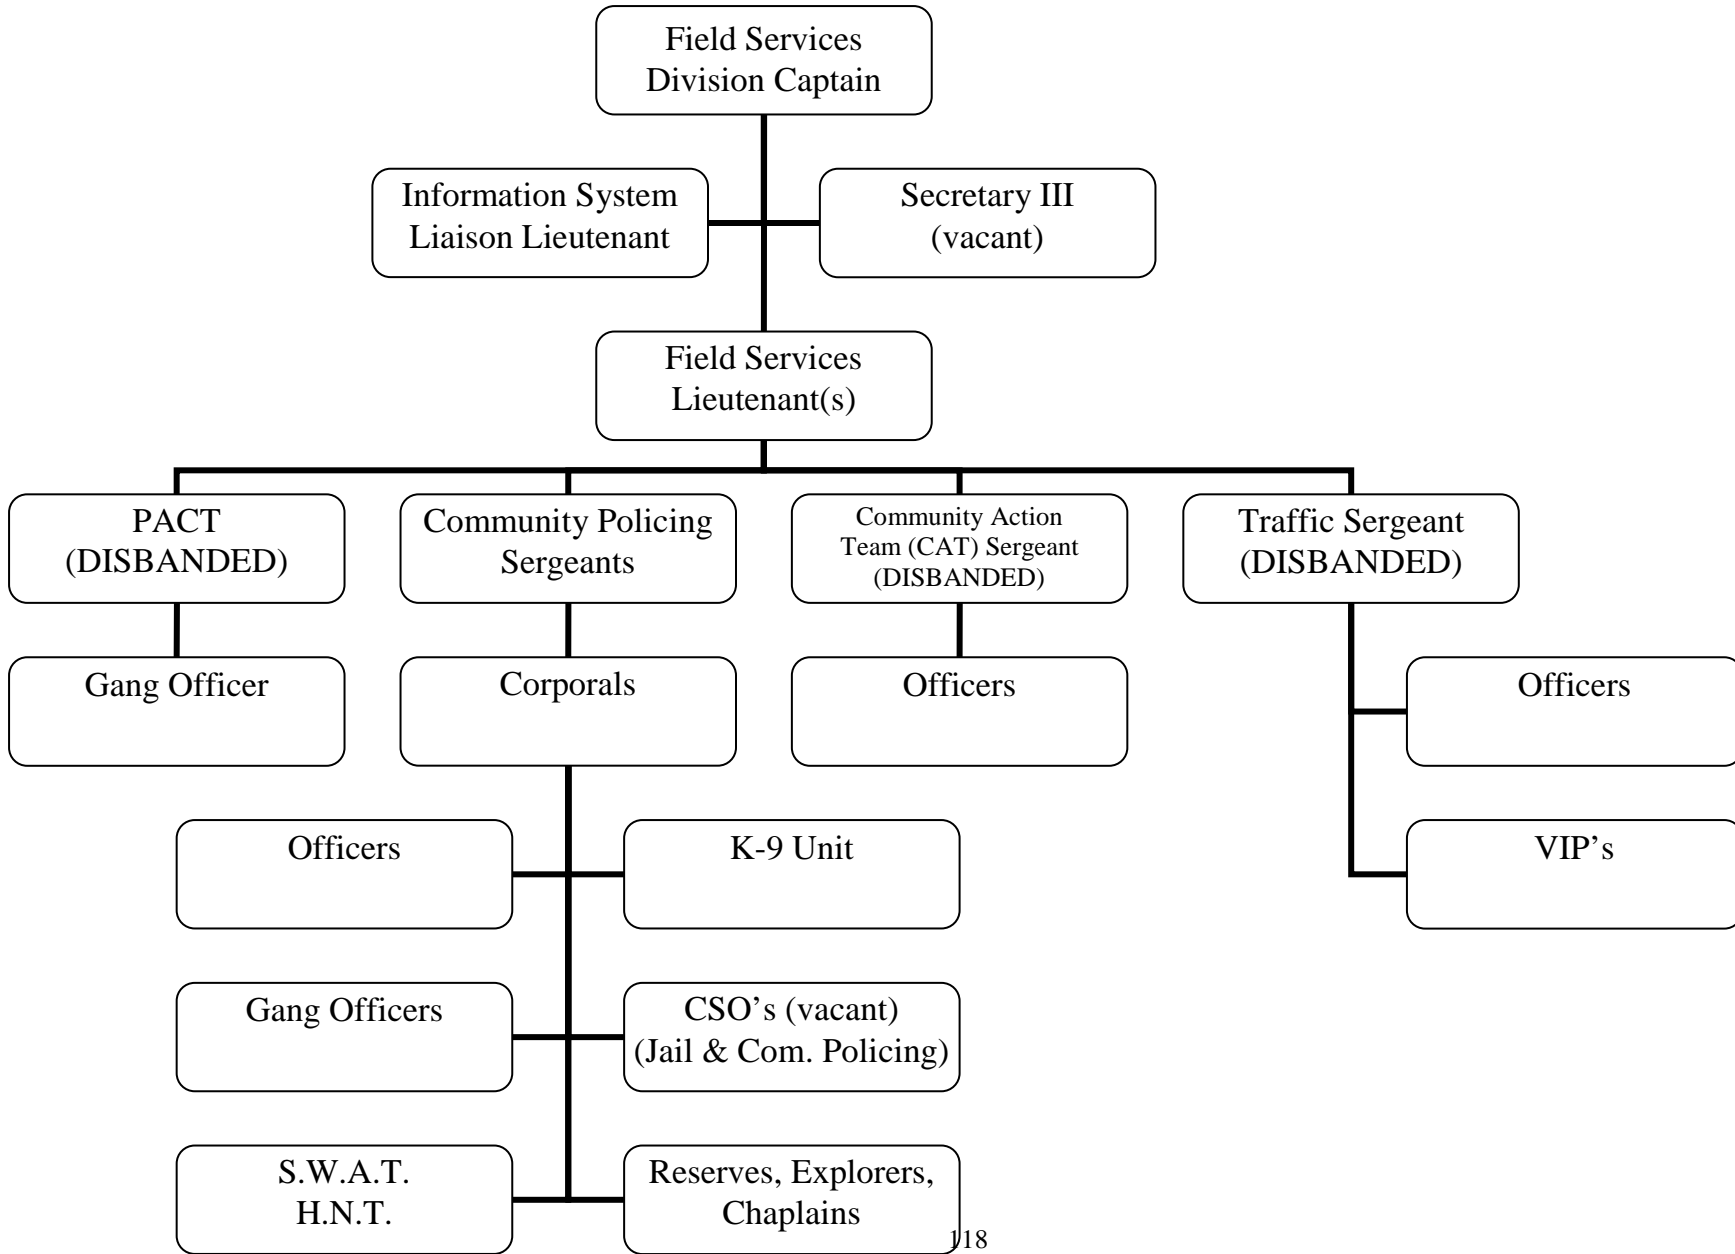 Field Services
Division Captain
Information System
Liaison Lieutenant
Secretary III
(vacant)
Field Services
Lieutenant(s)
PACT
(DISBANDED)
Community Policing
Sergeants
Community Action
Team (CAT) Sergeant
(DISBANDED)
Traffic Sergeant
(DISBANDED)
Gang Officer
Corporals
Officers
Officers
Officers
K-9 Unit
VIP’s
Gang Officers
CSO’s (vacant)
(Jail & Com. Policing)
S.W.A.T.
H.N.T.
Reserves, Explorers,
Chaplains
118